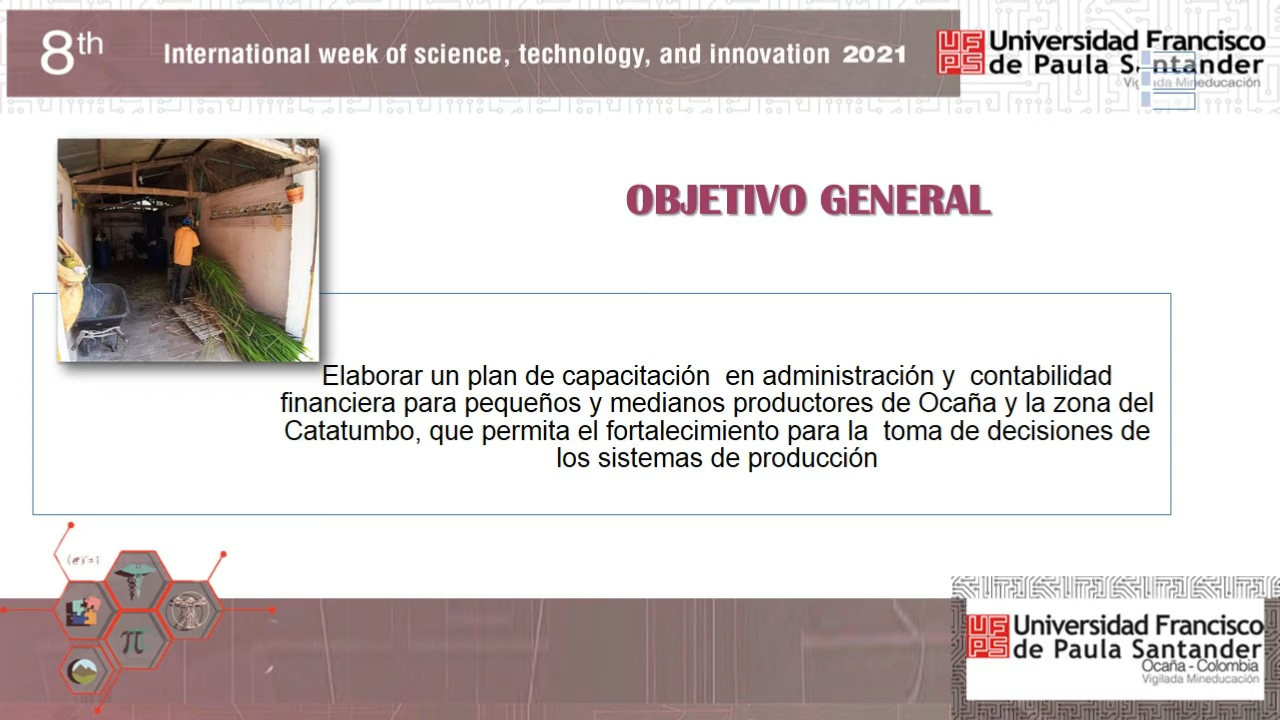 8th
International week of science, technology, and innovation 2021
UFPS
Universidad Francisco
de Paula Santander
Vigilada Mineducación
OBJETIVO GENERAL
Elaborar un plan de capacitación en administración y contabilidad
financiera para pequeños y medianos productores de Ocaña y la zona del
Catatumbo, que permita el fortalecimiento para la toma de decisiones de
los sistemas de producción
π
UFPS
Universidad Francisco
de Paula Santander
Ocaña - Colombia
Vigilada Mineducación